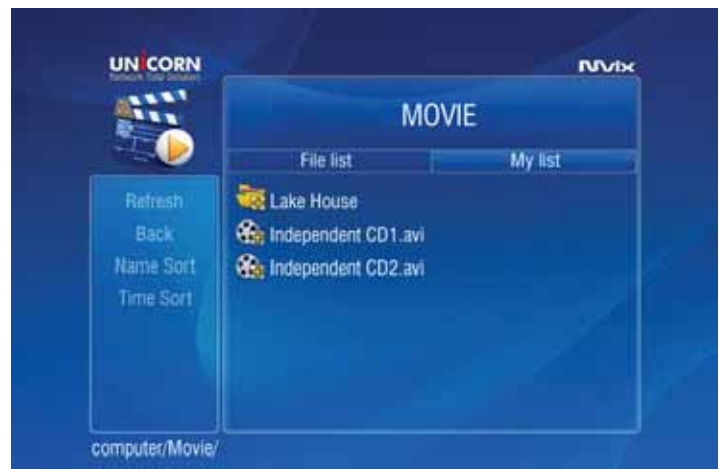 UNiCORN
Network Total Solution
Mvix
MOVIE
File list
My list
Refresh
Back
Name Sort
Time Sort
Lake House
Independent CD1.avi
Independent CD2.avi
computer/Movie/